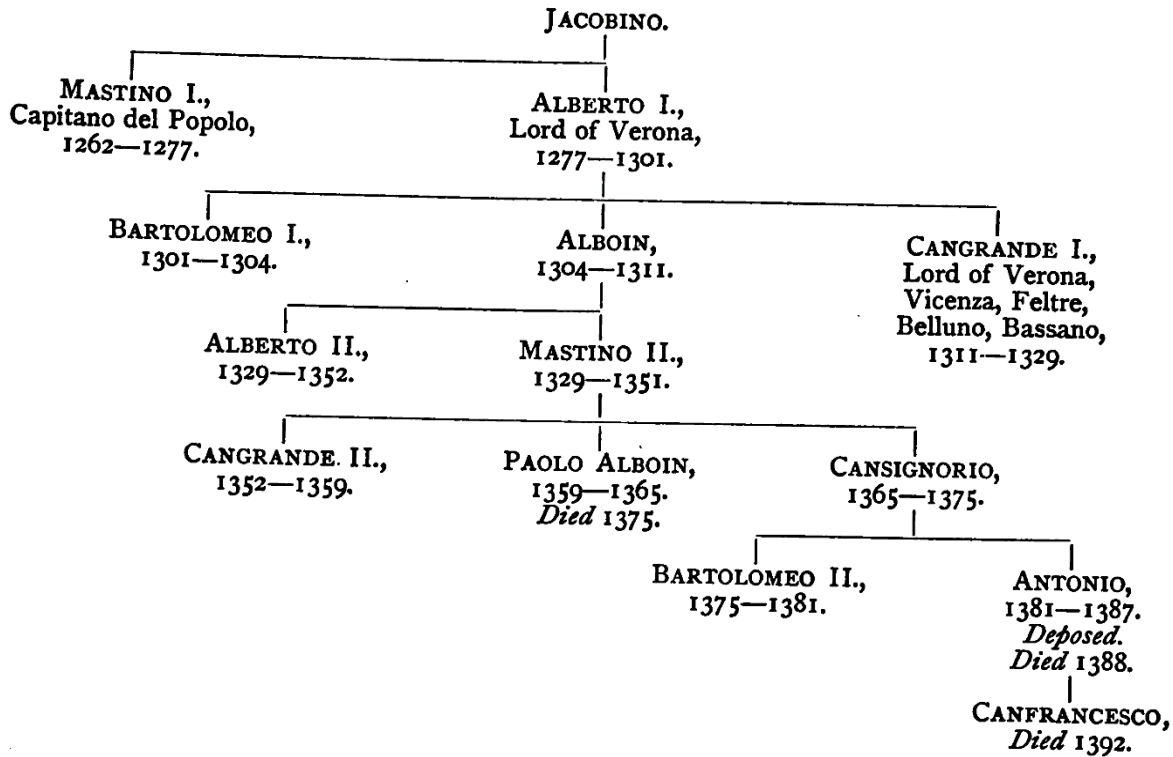 JACOBINO.
MASTINO I.,
Capitano del Popolo,
1262—1277.
ALBERTO I.,
Lord of Verona,
1277—1301.
BARTOLOMEO I.,
1301—1304.
ALBOIN,
1304—1311.
CANGRANDE I.,
Lord of Verona,
Vicenza, Feltre,
Belluno, Bassano,
1311—1329.
ALBERTO II.,
1329—1352.
MASTINO II.,
1329—1351.
CANGRANDE. II.,
1352—1359.
PAOLO ALBOIN,
1359—1365.
Died 1375.
CANSIGNORIO,
1365—1375.
BARTOLOMEO II.,
1375—1381.
ANTONIO,
1381—1387.
Deposed.
Died 1388.
CANFRANCESCO,
Died 1392.